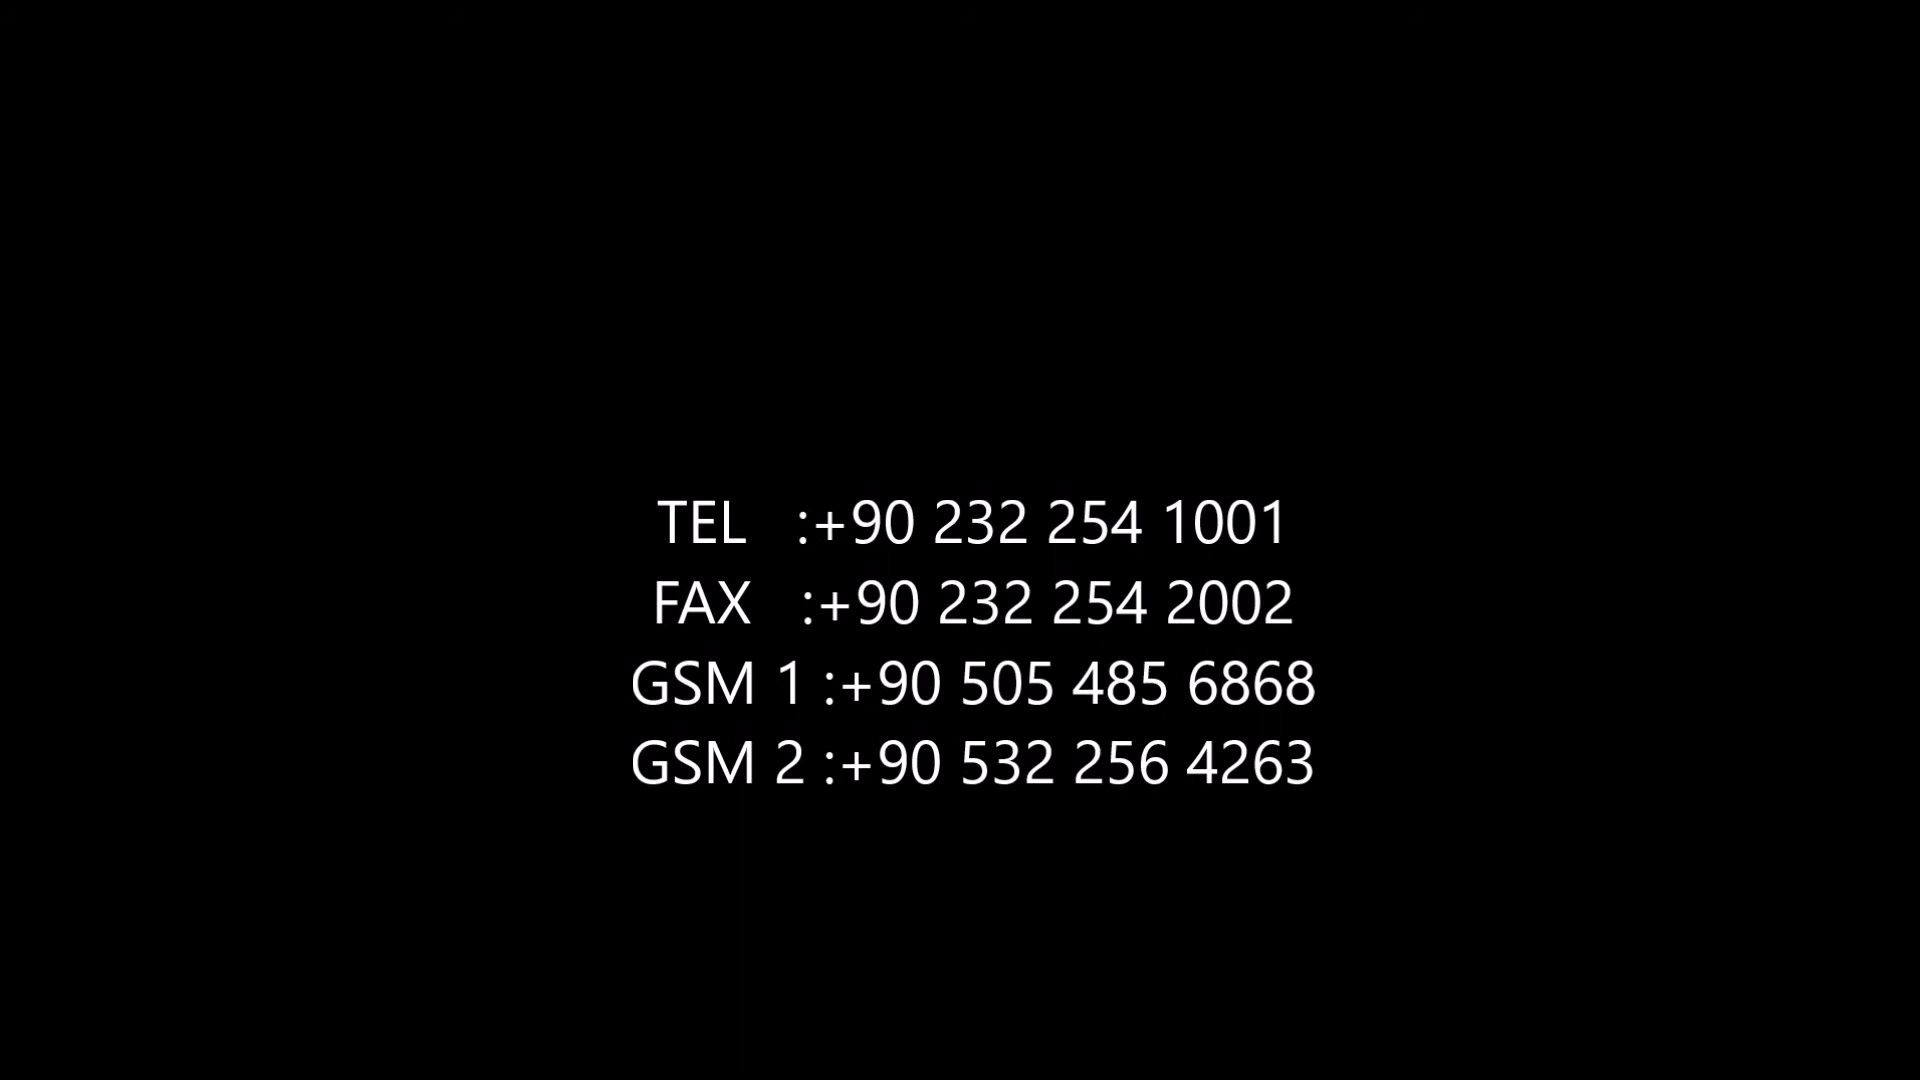 TEL   :+90 232 254 1001
FAX   :+90 232 254 2002
GSM 1 :+90 505 485 6868
GSM 2 :+90 532 256 4263